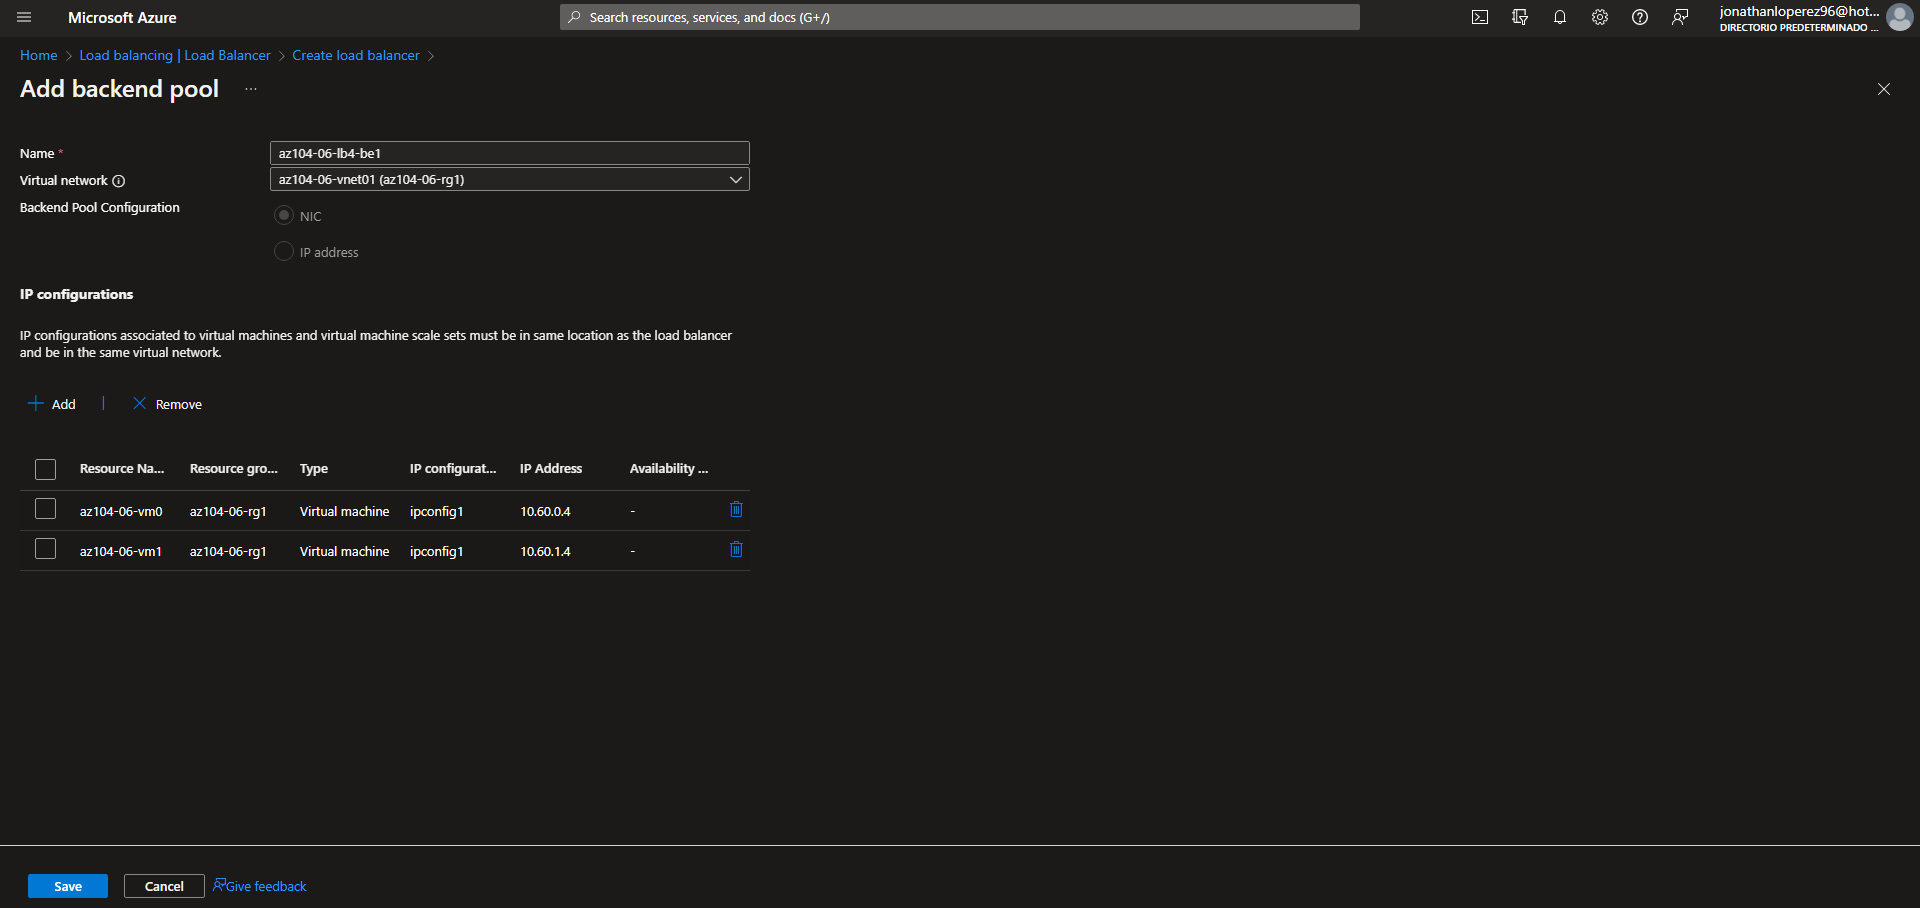 Microsoft Azure
Search resources, services, and docs (G+/)
jonathanloperez96@hot...
DIRECTORIO PREDETERMINADO ...
Home > Load balancing | Load Balancer > Create load balancer >
Add backend pool ...
Name *
az104-06-lb4-be1
Virtual network
az104-06-vnet01 (az104-06-rg1)
Backend Pool Configuration
NIC
IP address
IP configurations
IP configurations associated to virtual machines and virtual machine scale sets must be in same location as the load balancer
and be in the same virtual network.
Add | Remove
Resource Na... Resource gro... Type IP configurat... IP Address Availability ...
az104-06-vm0 az104-06-rg1 Virtual machine ipconfig1 10.60.0.4 -
az104-06-vm1 az104-06-rg1 Virtual machine ipconfig1 10.60.1.4 -
Save Cancel Give feedback